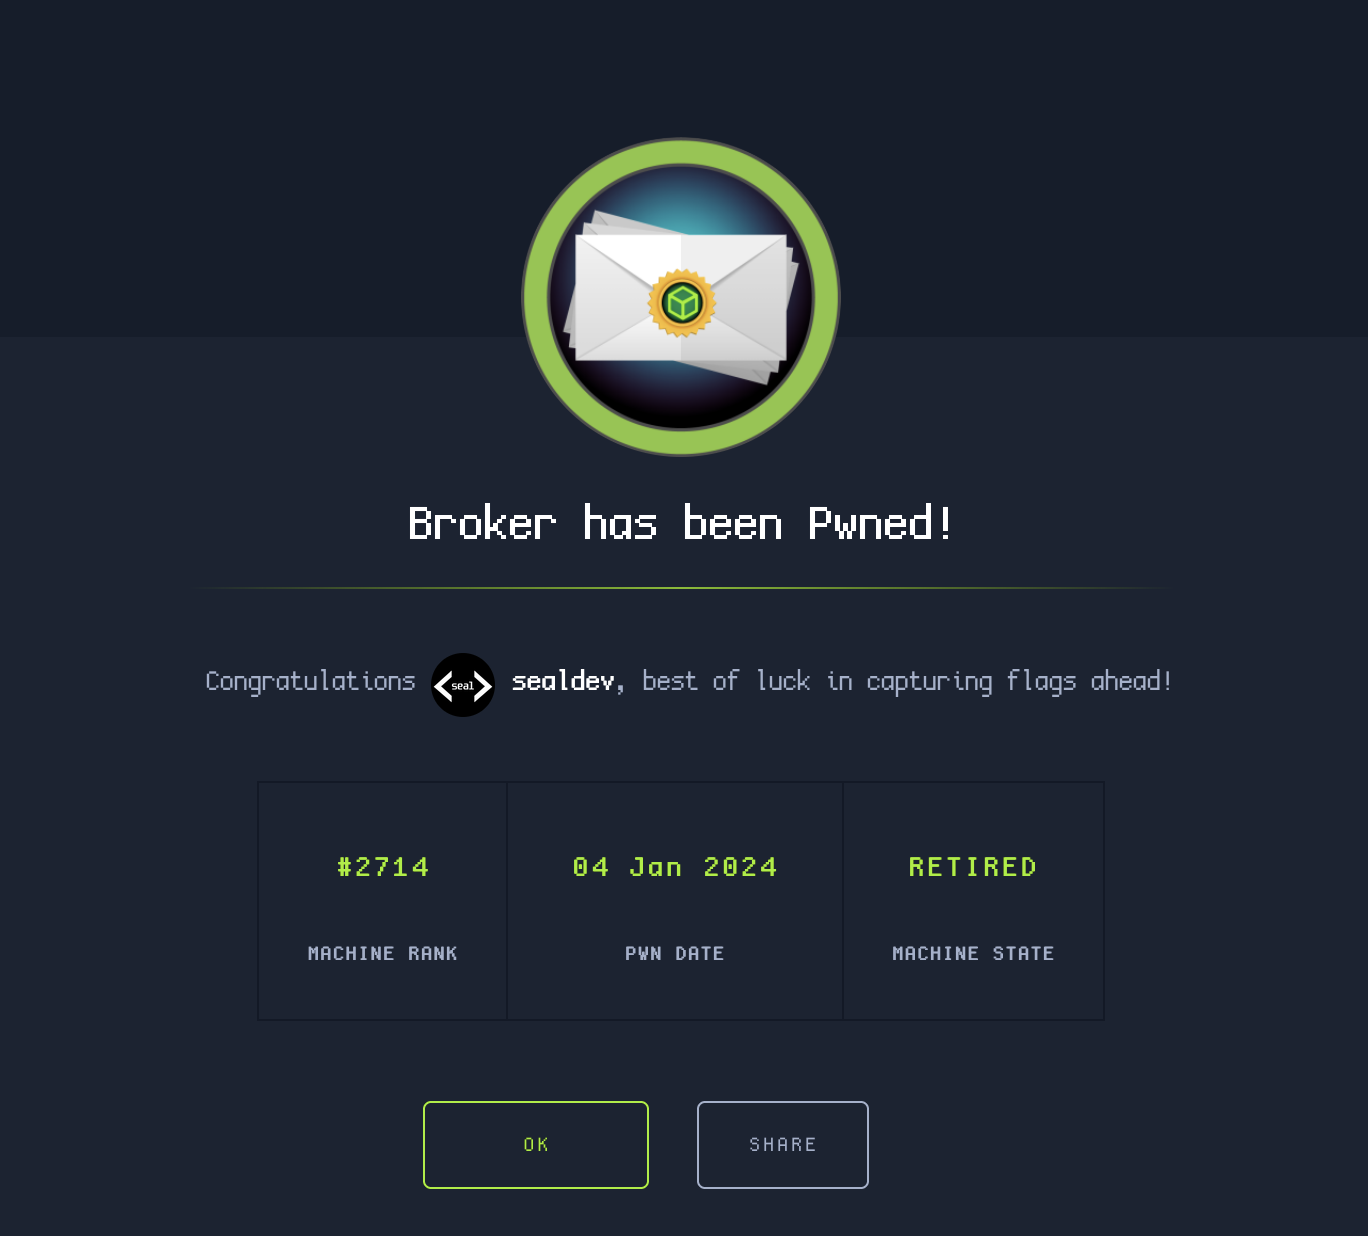 Broker has been Pwned!
Congratulations <seal> sealdev, best of luck in capturing flags ahead!
#2714 04 Jan 2024 RETIRED
MACHINE RANK PWN DATE MACHINE STATE
OK SHARE